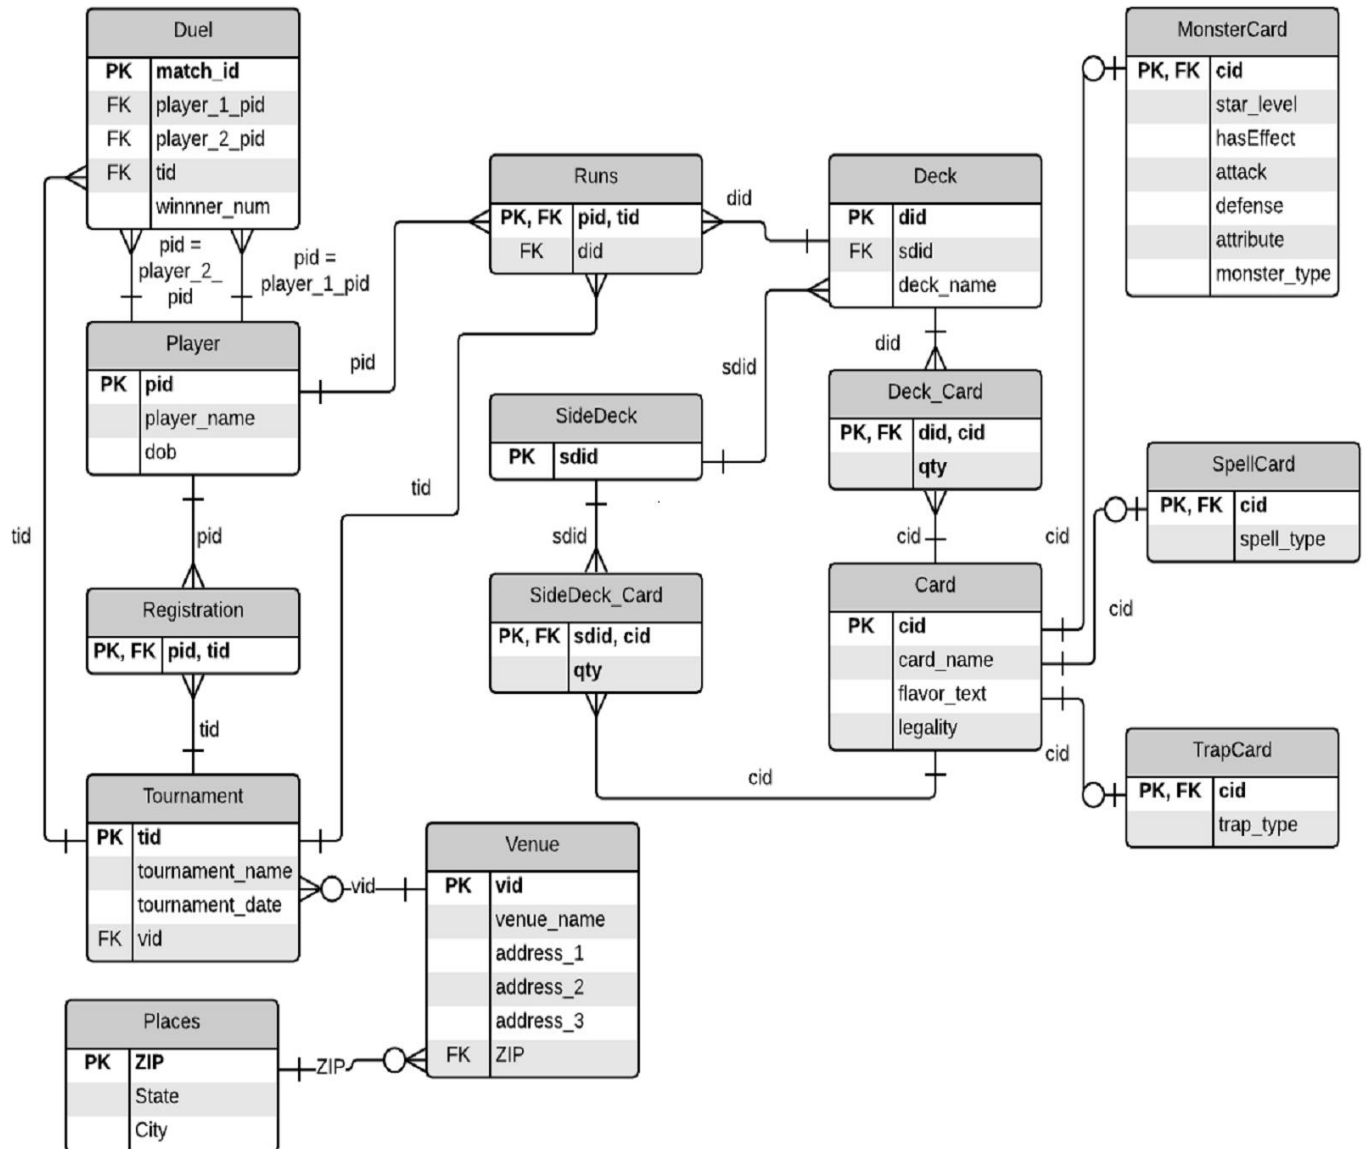 Duel
PK match_id
FK player_1_pid
FK player_2_pid
FK tid
winnner_num
pid =
player_2_
pid
pid =
player_1_pid
Player
PK pid
player_name
dob
pid
Registration
PK, FK pid, tid
tid
tid
Tournament
PK tid
tournament_name
tournament_date
FK vid
vid
Places
PK ZIP
State
City
ZIP
Runs
PK, FK pid, tid
FK did
pid
tid
did
SideDeck
PK sdid
sdid
sdid
SideDeck_Card
PK, FK sdid, cid
qty
cid
Venue
PK vid
venue_name
address_1
address_2
address_3
FK ZIP
Deck
PK did
FK sdid
deck_name
did
Deck_Card
PK, FK did, cid
qty
cid
Card
PK cid
card_name
flavor_text
legality
cid
cid
cid
MonsterCard
PK, FK cid
star_level
hasEffect
attack
defense
attribute
monster_type
SpellCard
PK, FK cid
spell_type
TrapCard
PK, FK cid
trap_type